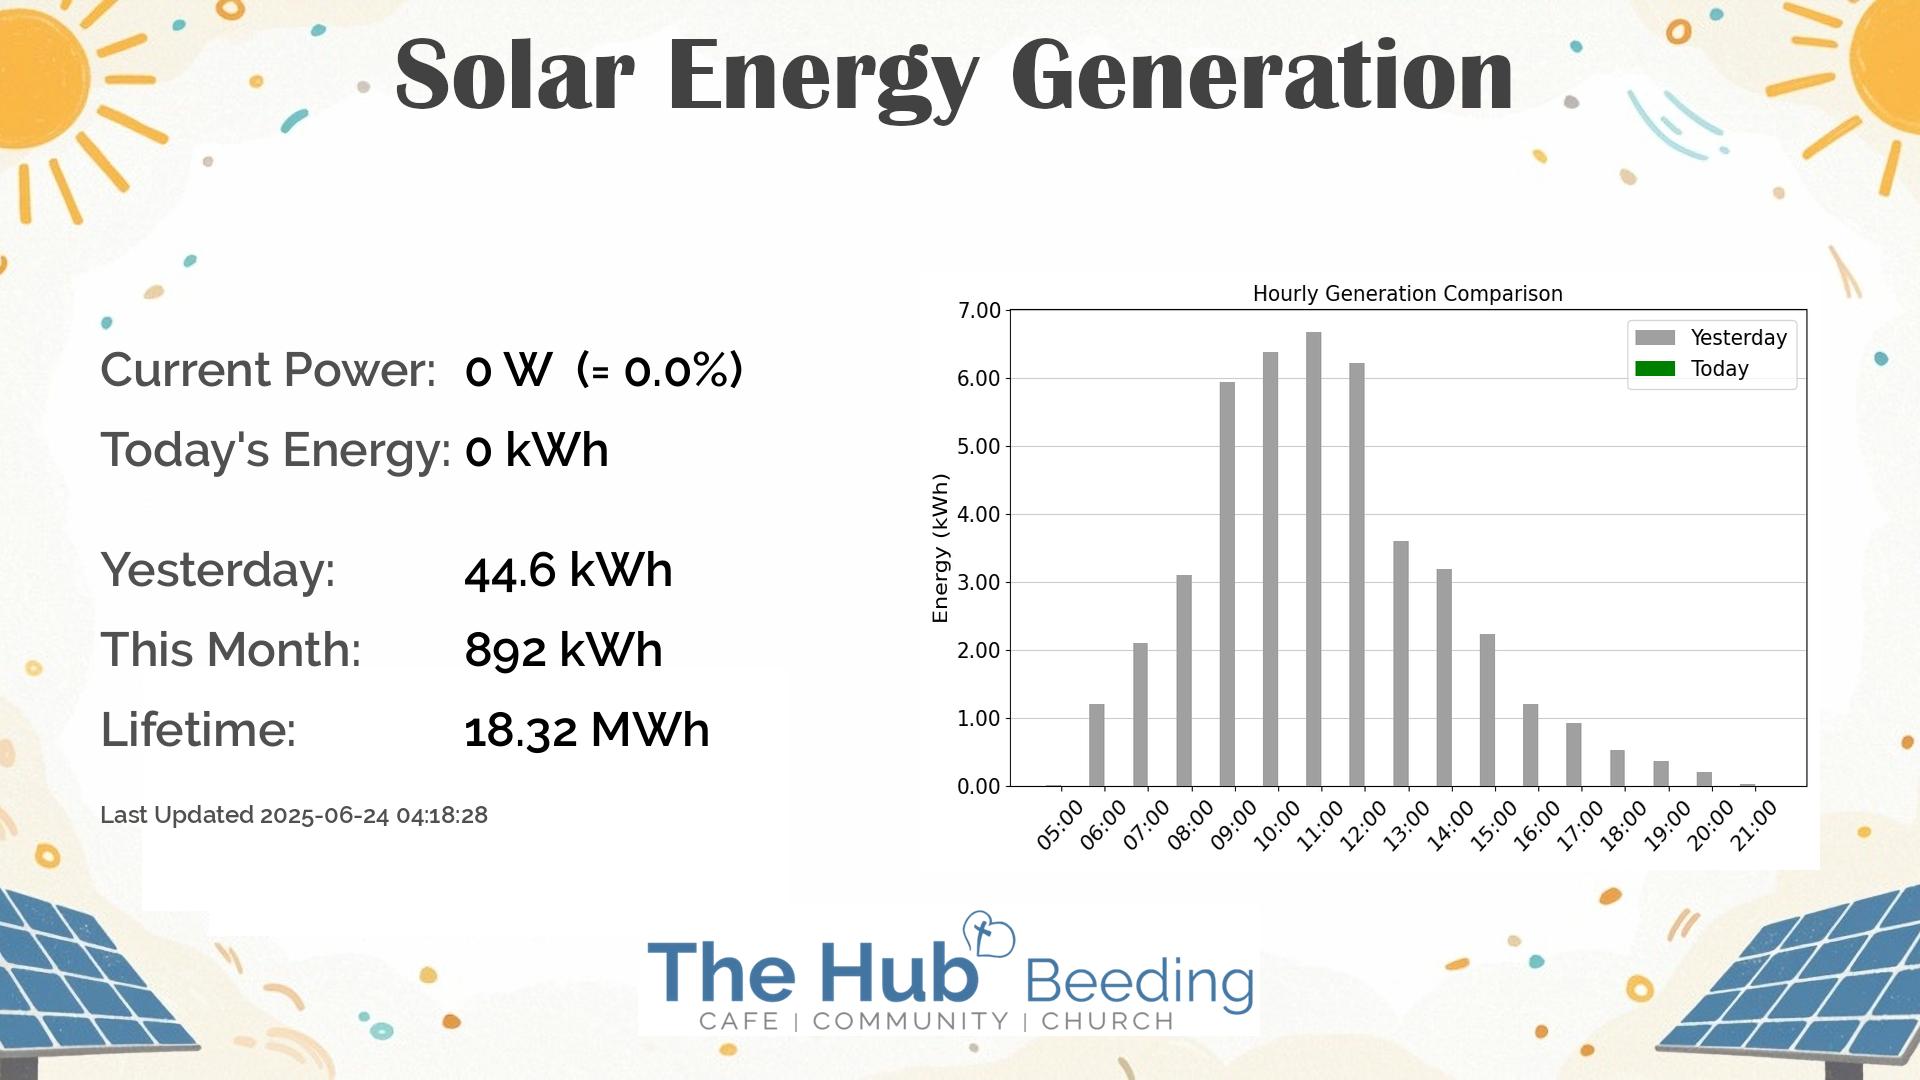 Solar Energy Generation
Current Power: 0 W (= 0.0%)
Today's Energy: 0 kWh
Yesterday: 44.6 kWh
This Month: 892 kWh
Lifetime: 18.32 MWh
Last Updated 2025-06-24 04:18:28
Hourly Generation Comparison
Yesterday
Today
Energy (kWh)
7.00
6.00
5.00
4.00
3.00
2.00
1.00
0.00
05:00 06:00 07:00 08:00 09:00 10:00 11:00 12:00 13:00 14:00 15:00 16:00 17:00 18:00 19:00 20:00 21:00
The Hub Beeding
CAFE | COMMUNITY | CHURCH